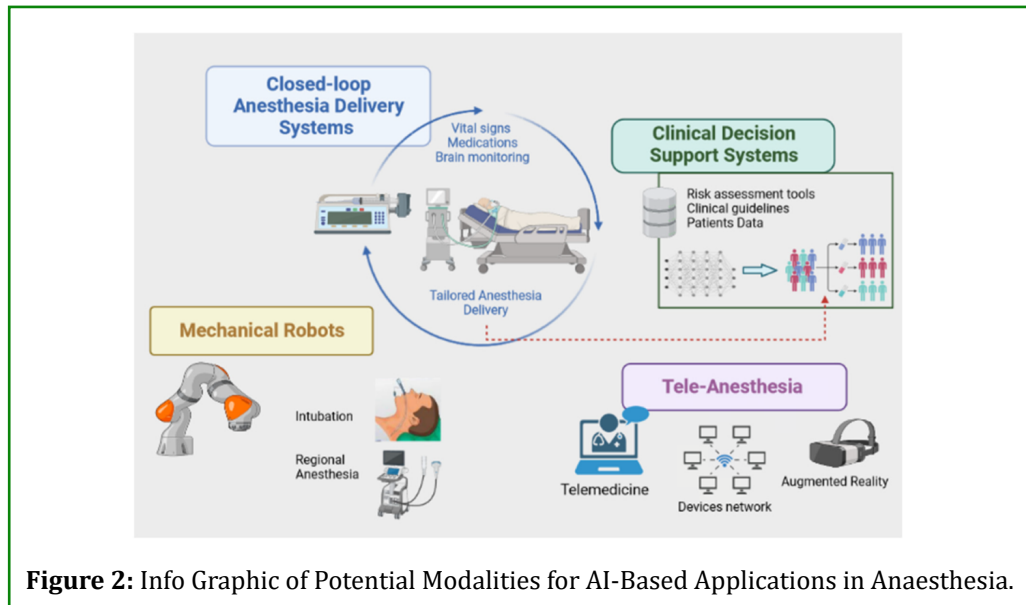 Closed-loop
Anesthesia Delivery
Systems
Vital signs
Medications
Brain monitoring
Tailored Anesthesia
Delivery
Clinical Decision
Support Systems
Risk assessment tools
Clinical guidelines
Patients Data
Mechanical Robots
Intubation
Regional
Anesthesia
Tele-Anesthesia
Telemedicine
Devices network
Augmented Reality
Figure 2: Info Graphic of Potential Modalities for AI-Based Applications in Anaesthesia.